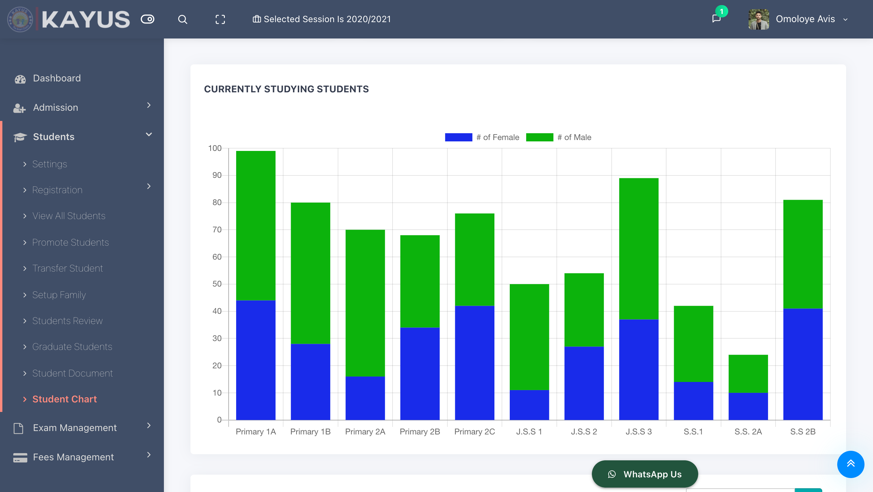 KAYUS
Selected Session Is 2020/2021
1
Omoloye Avis
Dashboard
Admission
Students
Settings
Registration
View All Students
Promote Students
Transfer Student
Setup Family
Students Review
Graduate Students
Student Document
Student Chart
Exam Management
Fees Management
CURRENTLY STUDYING STUDENTS
# of Female
# of Male
100
90
80
70
60
50
40
30
20
10
0
Primary 1A
Primary 1B
Primary 2A
Primary 2B
Primary 2C
J.S.S 1
J.S.S 2
J.S.S 3
S.S.1
S.S. 2A
S.S 2B
WhatsApp Us